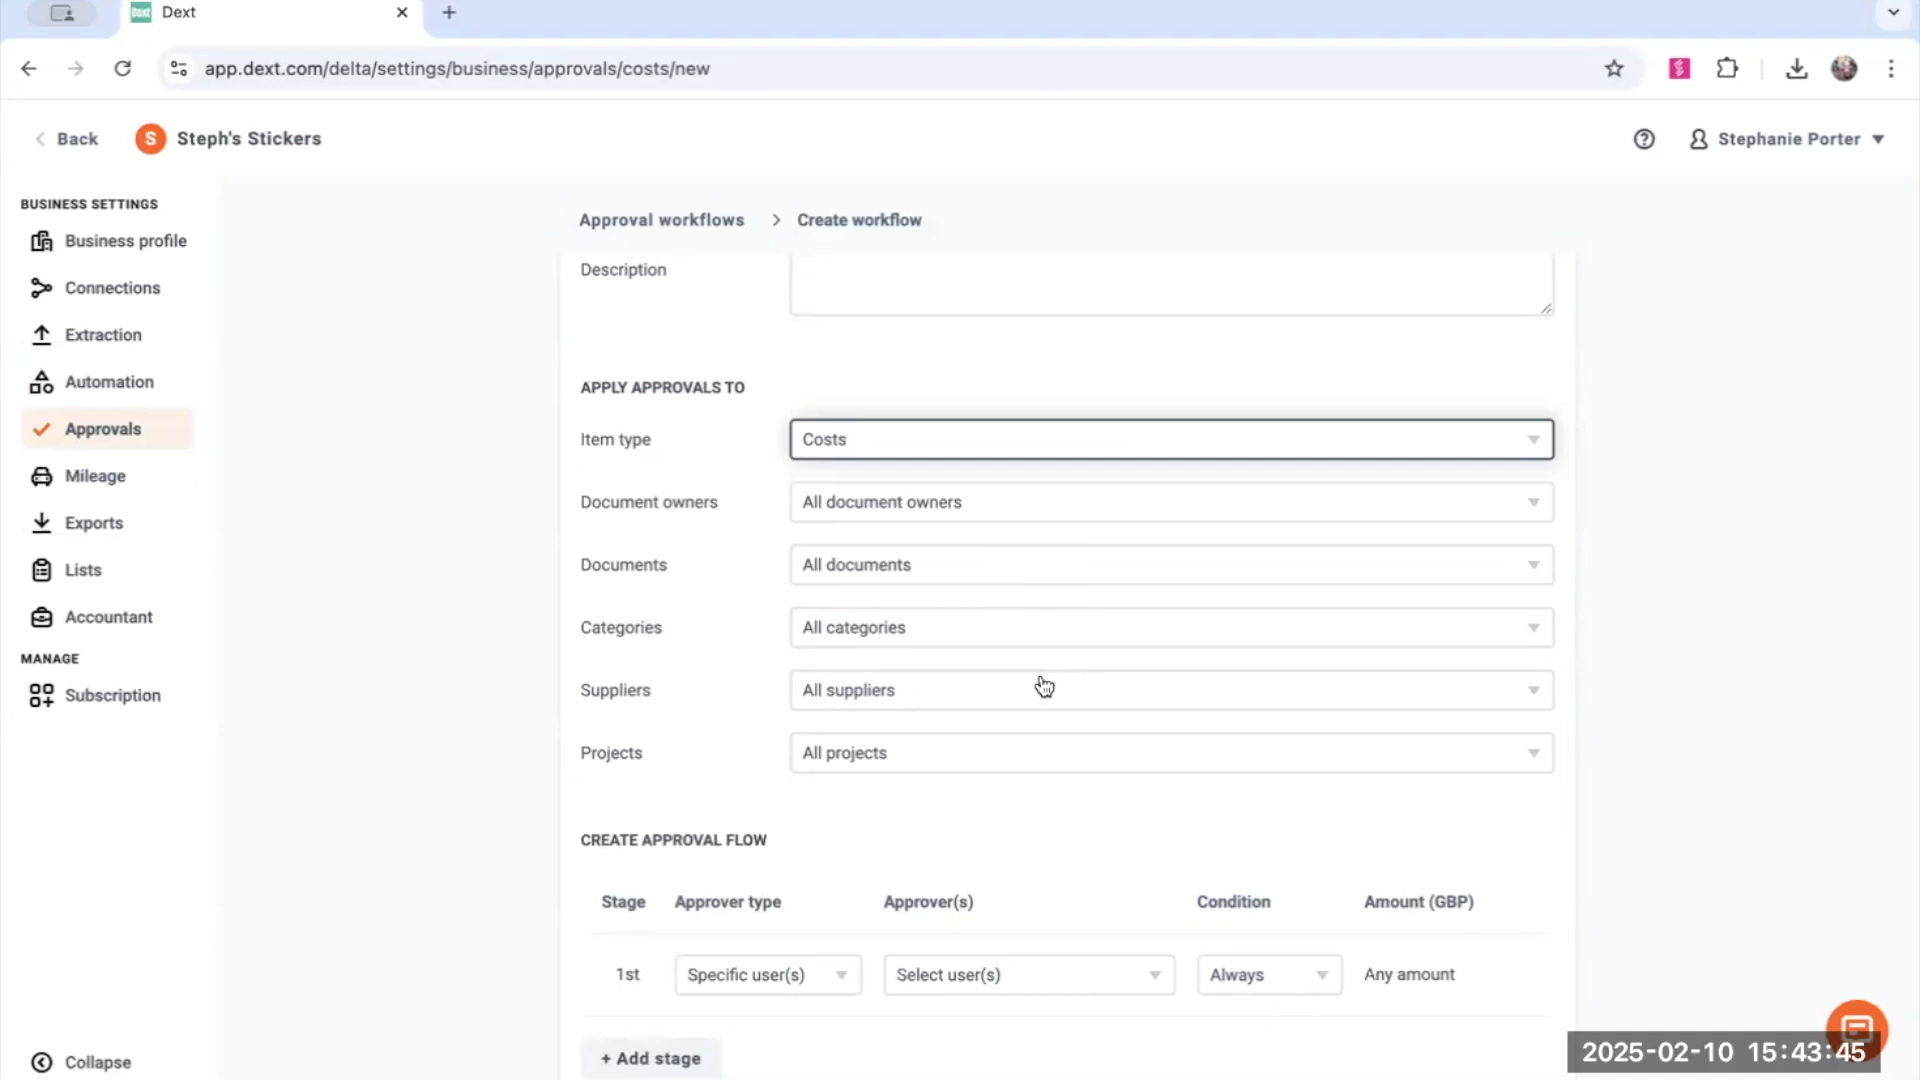 Dext
Dext
app.dext.com/delta/settings/business/approvals/costs/new
Back
S
Steph's Stickers
Stephanie Porter
BUSINESS SETTINGS
Business profile
Connections
Extraction
Automation
Approvals
Mileage
Exports
Lists
Accountant
MANAGE
Subscription
Collapse
Approval workflows > Create workflow
Description
APPLY APPROVALS TO
Item type Costs
Document owners All document owners
Documents All documents
Categories All categories
Suppliers All suppliers
Projects All projects
CREATE APPROVAL FLOW
Stage Approver type Approver(s) Condition Amount (GBP)
1st Specific user(s) Select user(s) Always Any amount
+ Add stage
2025-02-10 15:43:45